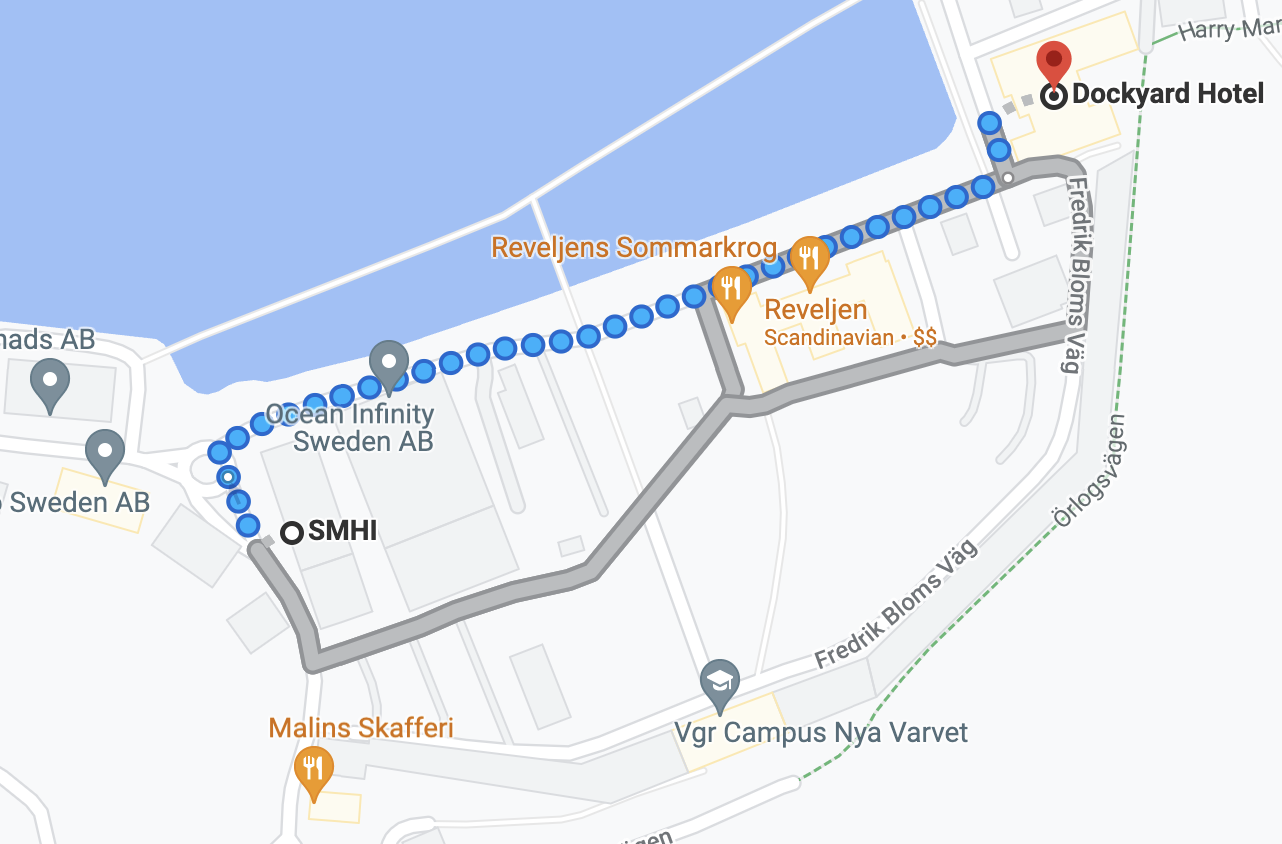 Harry Mar
Dockyard Hotel
Fredrik Bloms Väg
Reveljens Sommarkrog
Reveljen
Scandinavian • $$
nads AB
Ocean Infinity
Sweden AB
Sweden AB
Örlogsvägen
SMHI
Fredrik Bloms Väg
Malins Skafferi
Vgr Campus Nya Varvet